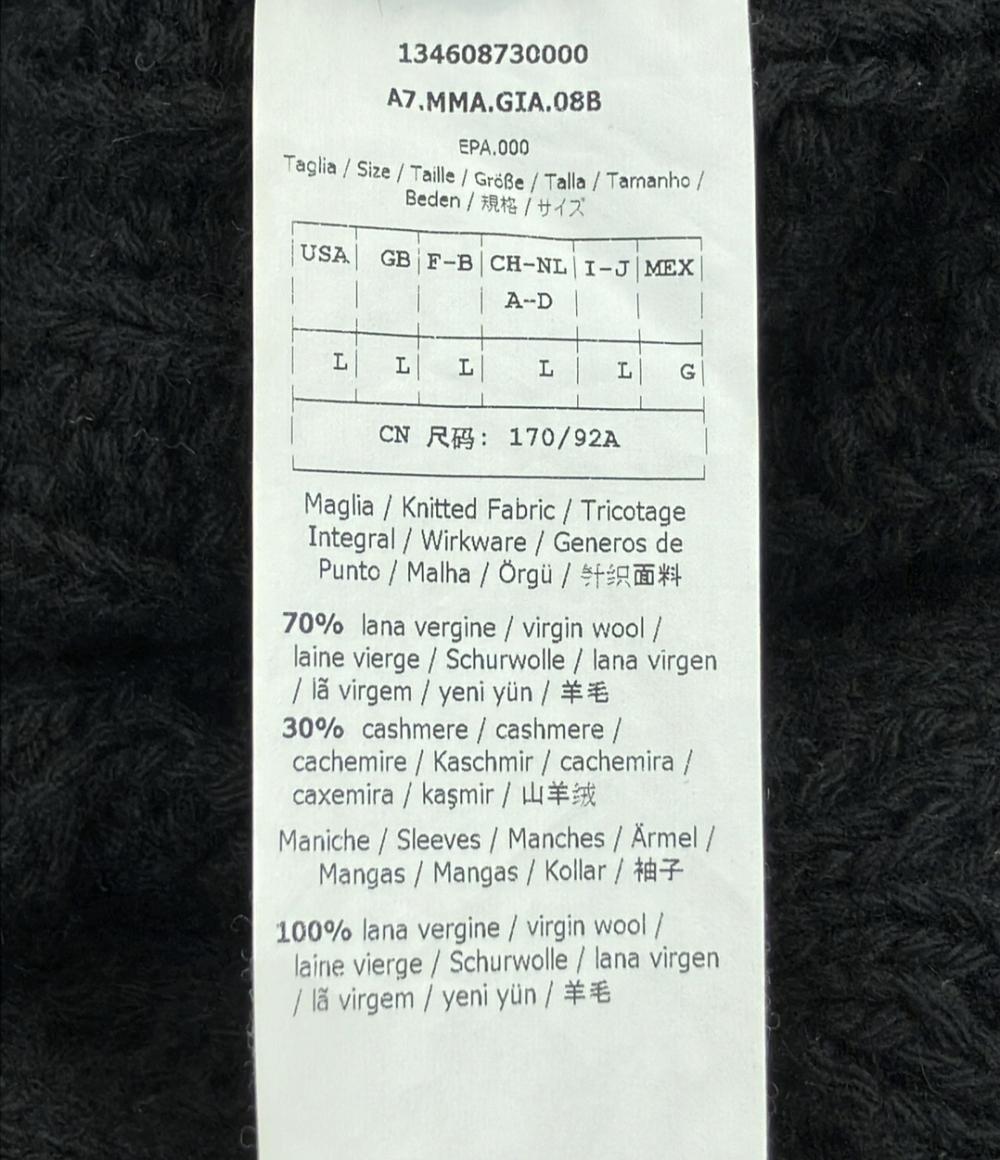 134608730000
A7.MMA.GIA.08B
EPA.000
Taglia / Size / Taille / Größe / Talla / Tamanho /
Beden / 規格 / サイズ
USA GB F-B CH-NL I-J MEX
A--D
L L L L L G
CN 尺码: 170/92A
Maglia / Knitted Fabric / Tricotage
Integral / Wirkware / Generos de
Punto / Malha / Örgü / 针织面料
70% lana vergine / virgin wool /
laine vierge / Schurwolle / lana virgen
/ lã virgem / yeni yün / 羊毛
30% cashmere / cashmere /
cachemire / Kaschmir / cachemira /
caxemira / kaşmir / 山羊绒
Maniche / Sleeves / Manches / Ärmel /
Mangas / Mangas / Kollar / 袖子
100% lana vergine / virgin wool /
laine vierge / Schurwolle / lana virgen
/ lã virgem / yeni yün / 羊毛